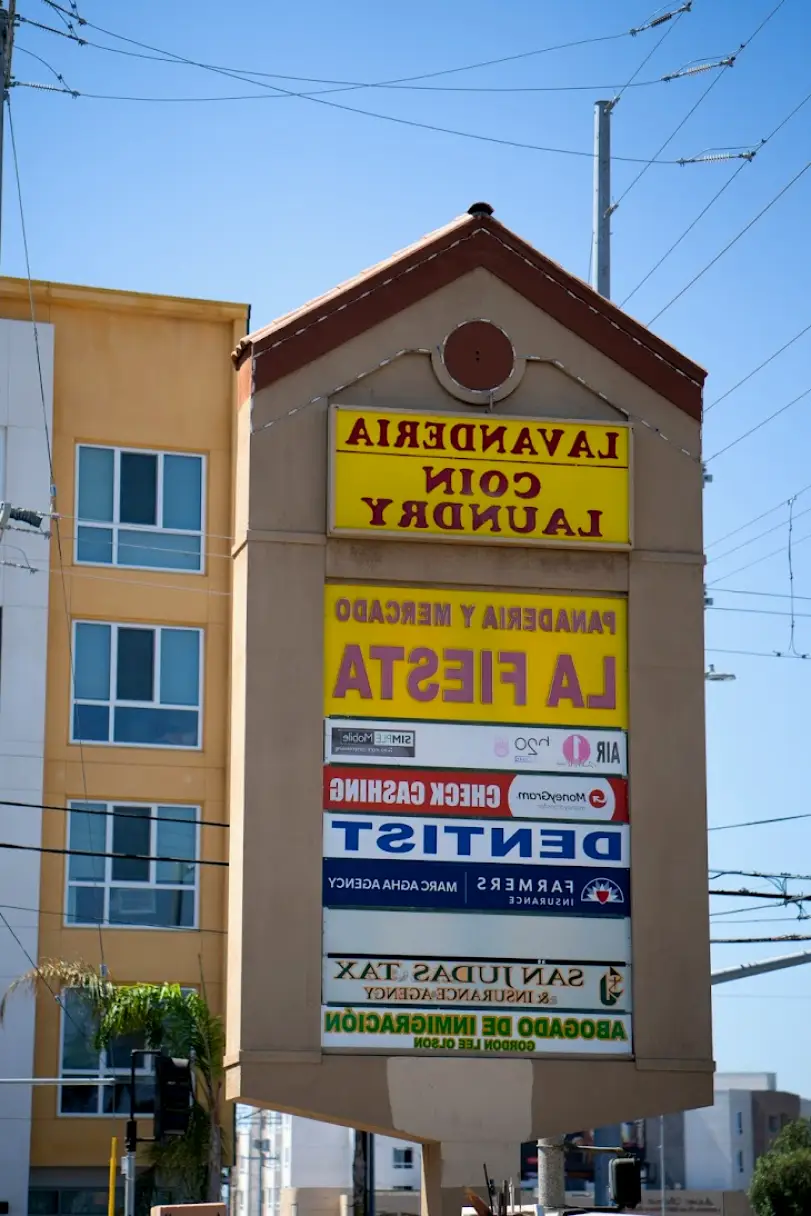 LAVANDERIA
COIN
LAUNDRY
PANADERIA Y MERCADO
LA FIESTA
AIR
h2O
SIMPLE Mobile
MoneyGram.
CHECK CASHING
DENTIST
FARMERS
INSURANCE
MARC AGHA AGENCY
SAN JUDAS TAX
& INSURANCE AGENCY
ABOGADO DE INMIGRACIÓN
GORDON LEE OLSON